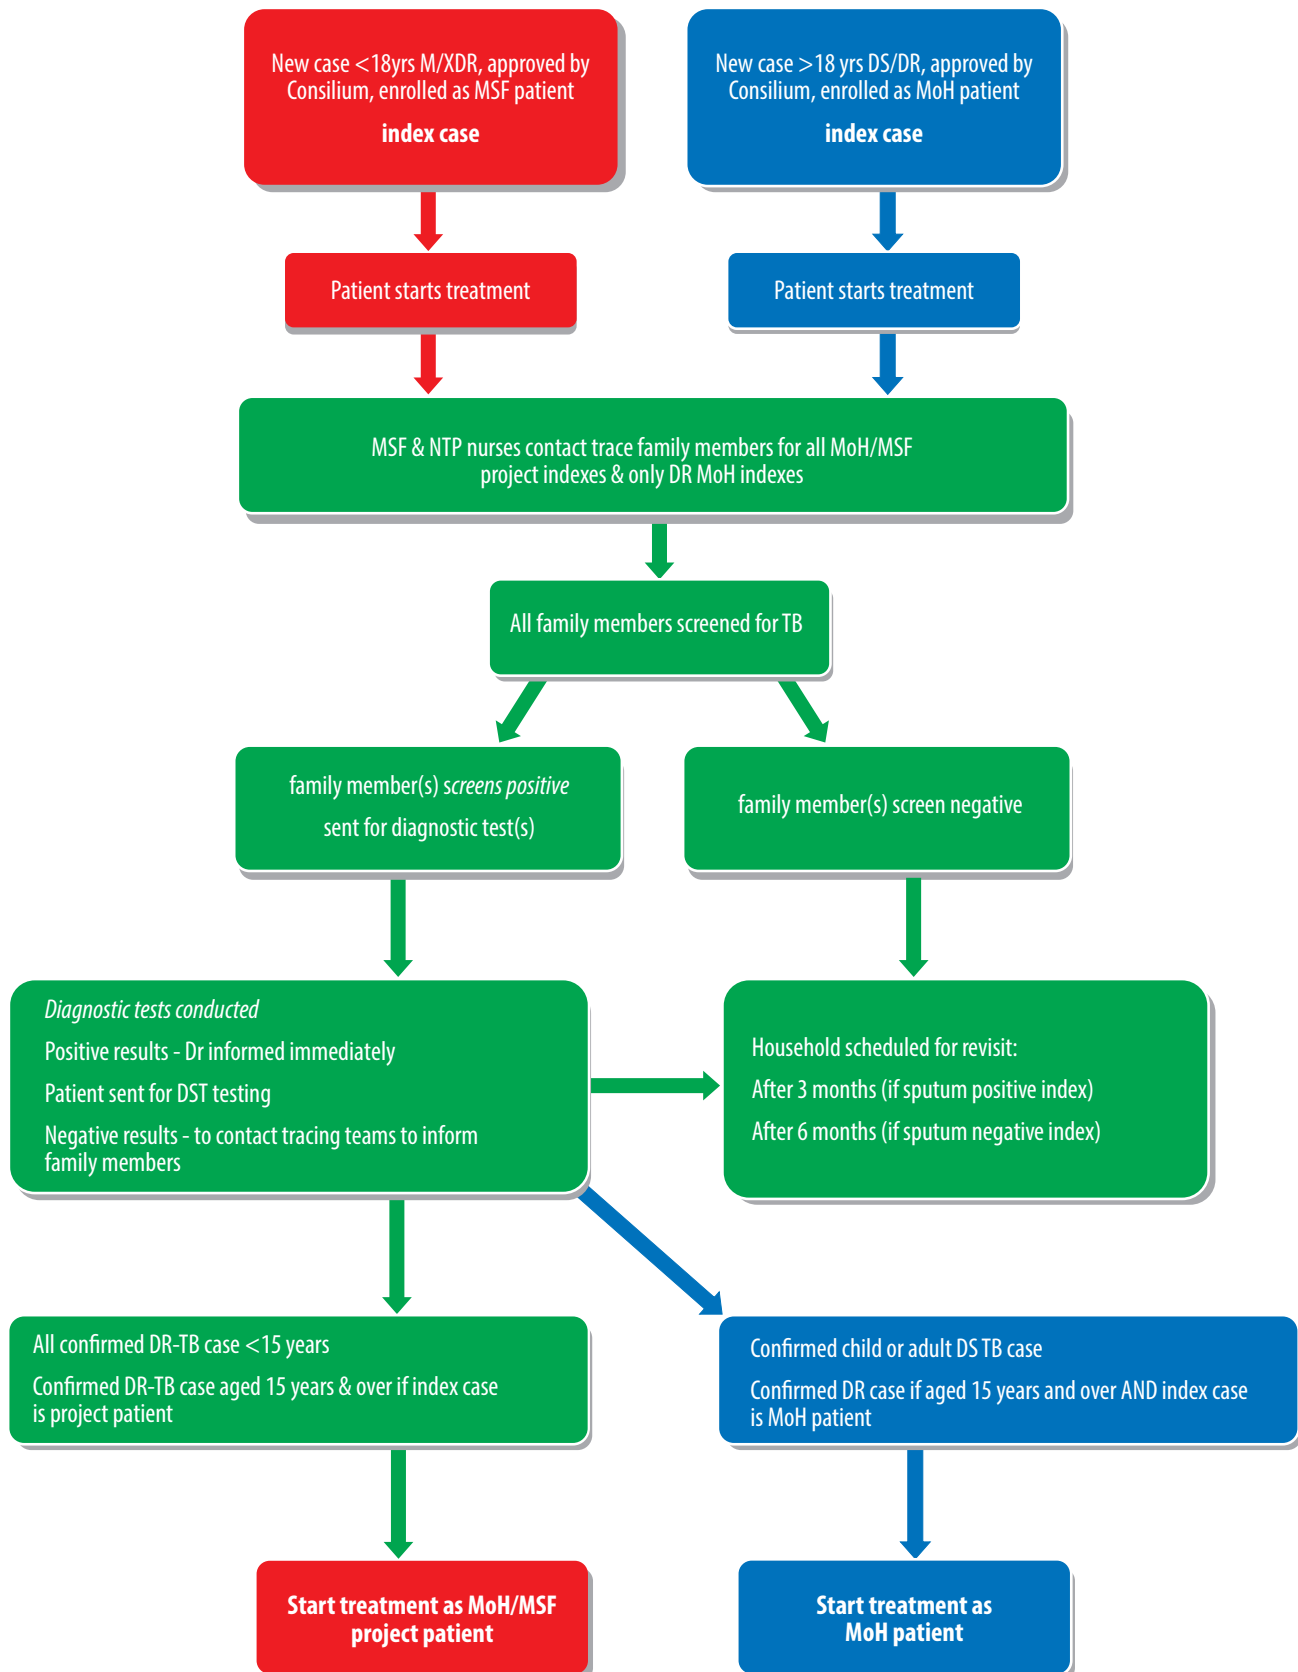 New case <18yrs M/XDR, approved by
Consilium, enrolled as MSF patient
index case
New case >18 yrs DS/DR, approved by
Consilium, enrolled as MoH patient
index case
Patient starts treatment
Patient starts treatment
MSF & NTP nurses contact trace family members for all MoH/MSF
project indexes & only DR MoH indexes
All family members screened for TB
family member(s) screens positive
sent for diagnostic test(s)
family member(s) screen negative
Diagnostic tests conducted
Positive results - Dr informed immediately
Patient sent for DST testing
Negative results - to contact tracing teams to inform
family members
Household scheduled for revisit:
After 3 months (if sputum positive index)
After 6 months (if sputum negative index)
All confirmed DR-TB case <15 years
Confirmed DR-TB case aged 15 years & over if index case
is project patient
Confirmed child or adult DS TB case
Confirmed DR case if aged 15 years and over AND index case
is MoH patient
Start treatment as MoH/MSF
project patient
Start treatment as
MoH patient